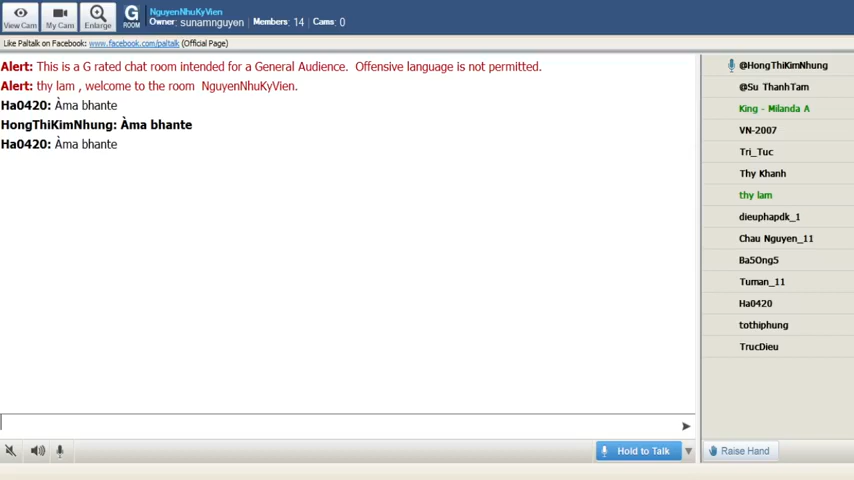 View Cam
My Cam
Enlarge
G
ROOM
NguyenNhuKyVien
Owner: sunamnguyen Members: 14 Cams: 0
Like Paltalk on Facebook: www.facebook.com/paltalk (Official Page)
Alert: This is a G rated chat room intended for a General Audience. Offensive language is not permitted.
Alert: thy lam , welcome to the room NguyenNhuKyVien.
Ha0420: Àma bhante
HongThiKimNhung: Àma bhante
Ha0420: Àma bhante
@HongThiKimNhung
@Su ThanhTam
King - Milanda A
VN-2007
Tri_Tuc
Thy Khanh
thy lam
dieuphapdk_1
Chau Nguyen_11
Ba5Ong5
Tuman_11
Ha0420
tothiphung
TrucDieu
Hold to Talk
Raise Hand